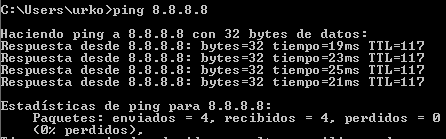 C:\Users\urko>ping 8.8.8.8
Haciendo ping a 8.8.8.8 con 32 bytes de datos:
Respuesta desde 8.8.8.8: bytes=32 tiempo=19ms TTL=117
Respuesta desde 8.8.8.8: bytes=32 tiempo=23ms TTL=117
Respuesta desde 8.8.8.8: bytes=32 tiempo=25ms TTL=117
Respuesta desde 8.8.8.8: bytes=32 tiempo=21ms TTL=117
Estadísticas de ping para 8.8.8.8:
Paquetes: enviados = 4, recibidos = 4, perdidos = 0
(0% perdidos),